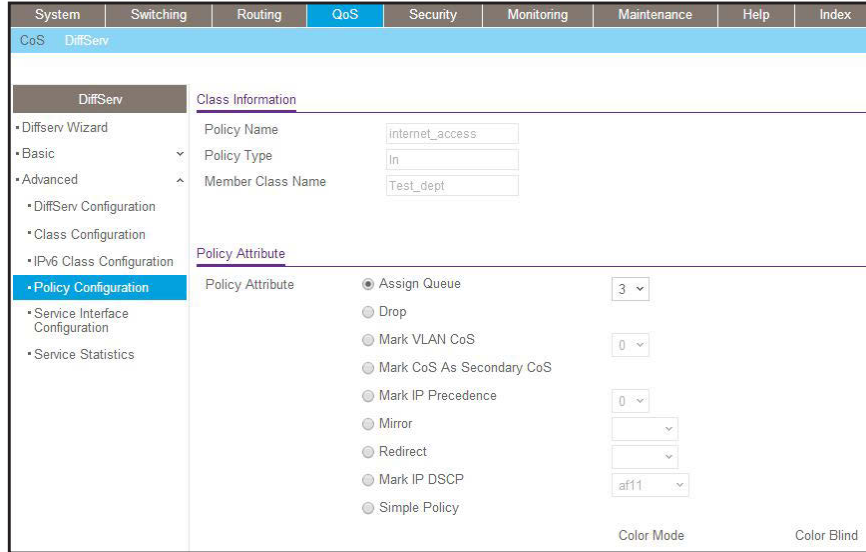 System Switching Routing QoS Security Monitoring Maintenance Help Index
CoS DiffServ
DiffServ
Diffserv Wizard
Basic
Advanced
DiffServ Configuration
Class Configuration
IPv6 Class Configuration
Policy Configuration
Service Interface
Configuration
Service Statistics
Class Information
Policy Name internet_access
Policy Type In
Member Class Name Test_dept
Policy Attribute
Policy Attribute Assign Queue 3
Drop
Mark VLAN CoS 0
Mark CoS As Secondary CoS
Mark IP Precedence 0
Mirror
Redirect
Mark IP DSCP af11
Simple Policy
Color Mode Color Blind